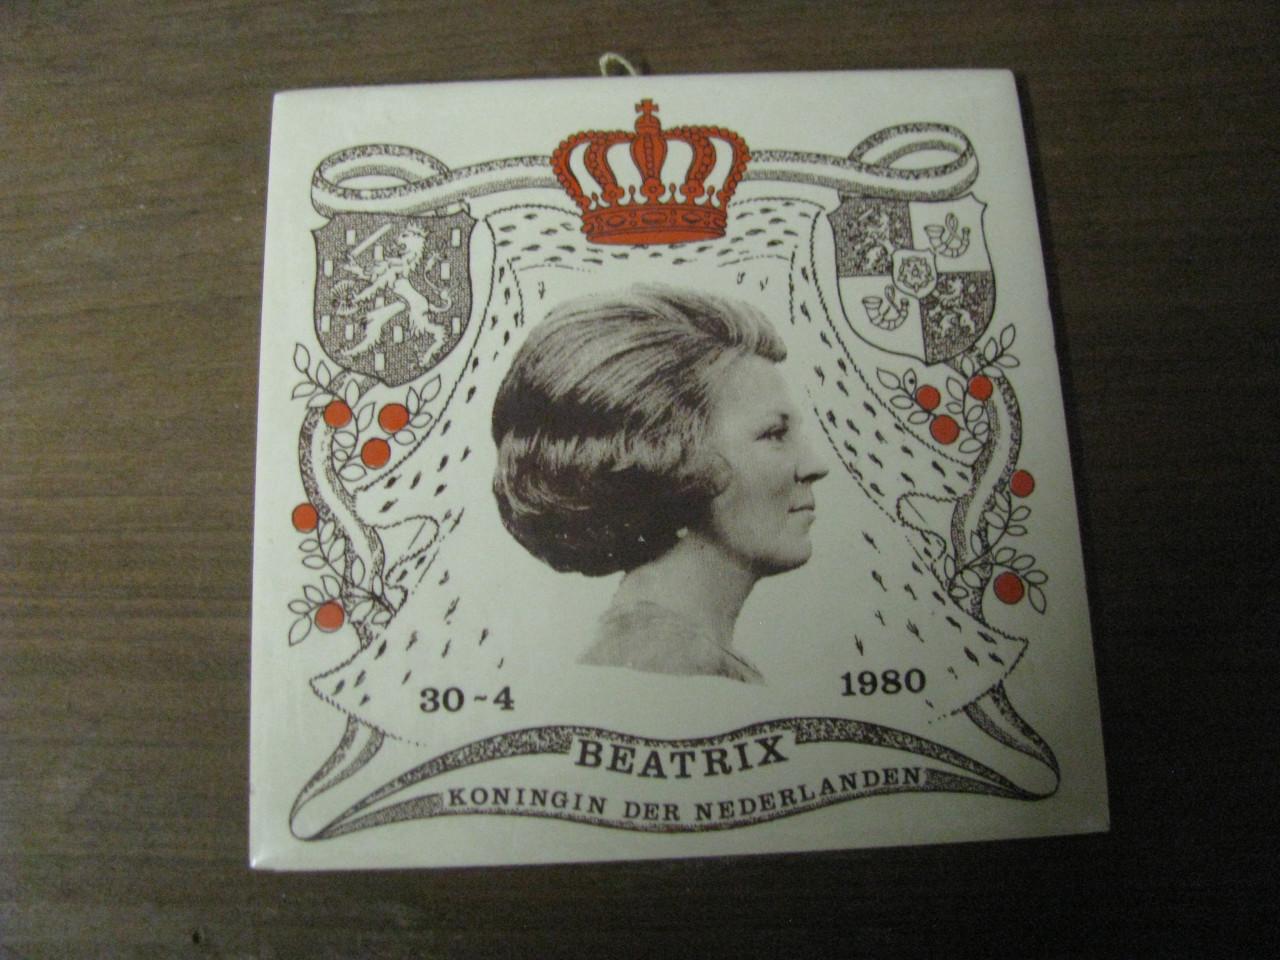 30-4 1980
BEATRIX
KONINGIN DER NEDERLANDEN